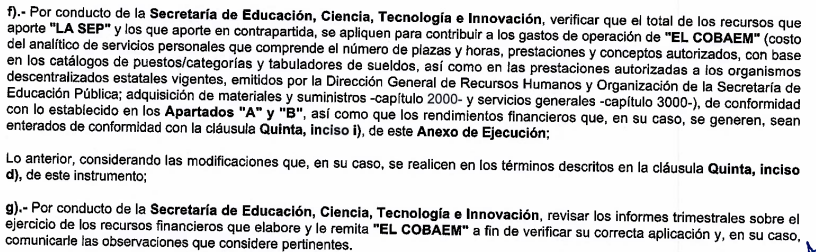 f).- Por conducto de la Secretaría de Educación, Ciencia, Tecnología e Innovación, verificar que el total de los recursos que
aporte "LA SEP" y los que aporte en contrapartida, se apliquen para contribuir a los gastos de operación de "EL COBAEM" (costo
del analítico de servicios personales que comprende el número de plazas y horas, prestaciones y conceptos autorizados, con base
en los catálogos de puestos/categorías y tabuladores de sueldos, así como en las prestaciones autorizadas a los organismos
descentralizados estatales vigentes, emitidos por la Dirección General de Recursos Humanos y Organización de la Secretaría de
Educación Pública; adquisición de materiales y suministros -capítulo 2000- y servicios generales -capítulo 3000-), de conformidad
con lo establecido en los Apartados "A" y "B", así como que los rendimientos financieros que, en su caso, se generen, sean
enterados de conformidad con la cláusula Quinta, inciso i), de este Anexo de Ejecución;
Lo anterior, considerando las modificaciones que, en su caso, se realicen en los términos descritos en la cláusula Quinta, inciso
d), de este instrumento;
g).- Por conducto de la Secretaría de Educación, Ciencia, Tecnología e Innovación, revisar los informes trimestrales sobre el
ejercicio de los recursos financieros que elabore y le remita "EL COBAEM" a fin de verificar su correcta aplicación y, en su caso,
comunicarle las observaciones que considere pertinentes.